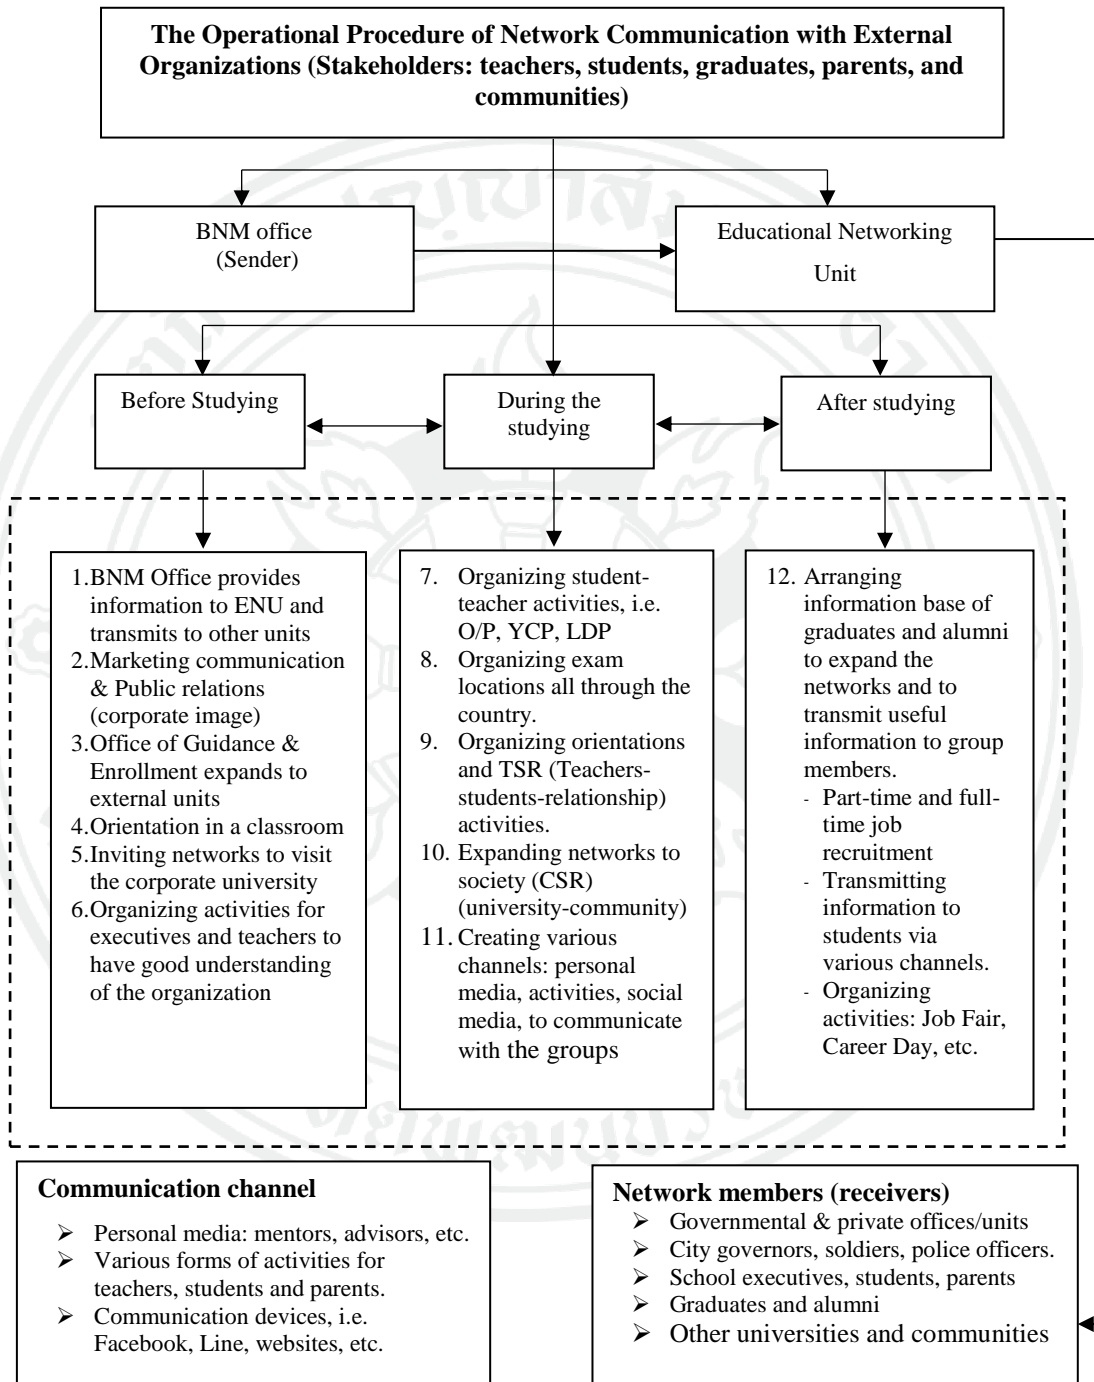 The Operational Procedure of Network Communication with External
Organizations (Stakeholders: teachers, students, graduates, parents, and
communities)
BNM office
(Sender)
Educational Networking
Unit
Before Studying
During the
studying
After studying
1.BNM Office provides
information to ENU and
transmits to other units
2.Marketing communication
& Public relations
(corporate image)
3.Office of Guidance &
Enrollment expands to
external units
4.Orientation in a classroom
5.Inviting networks to visit
the corporate university
6.Organizing activities for
executives and teachers to
have good understanding
of the organization
7. Organizing student-
teacher activities, i.e.
O/P, YCP, LDP
8. Organizing exam
locations all through the
country.
9. Organizing orientations
and TSR (Teachers-
students-relationship)
activities.
10. Expanding networks to
society (CSR)
(university-community)
11. Creating various
channels: personal
media, activities, social
media, to communicate
with the groups
12. Arranging
information base of
graduates and alumni
to expand the
networks and to
transmit useful
information to group
members.
- Part-time and full-
time job
recruitment
- Transmitting
information to
students via
various channels.
- Organizing
activities: Job Fair,
Career Day, etc.
Communication channel
➢ Personal media: mentors, advisors, etc.
➢ Various forms of activities for
teachers, students and parents.
➢ Communication devices, i.e.
Facebook, Line, websites, etc.
Network members (receivers)
➢ Governmental & private offices/units
➢ City governors, soldiers, police officers.
➢ School executives, students, parents
➢ Graduates and alumni
➢ Other universities and communities